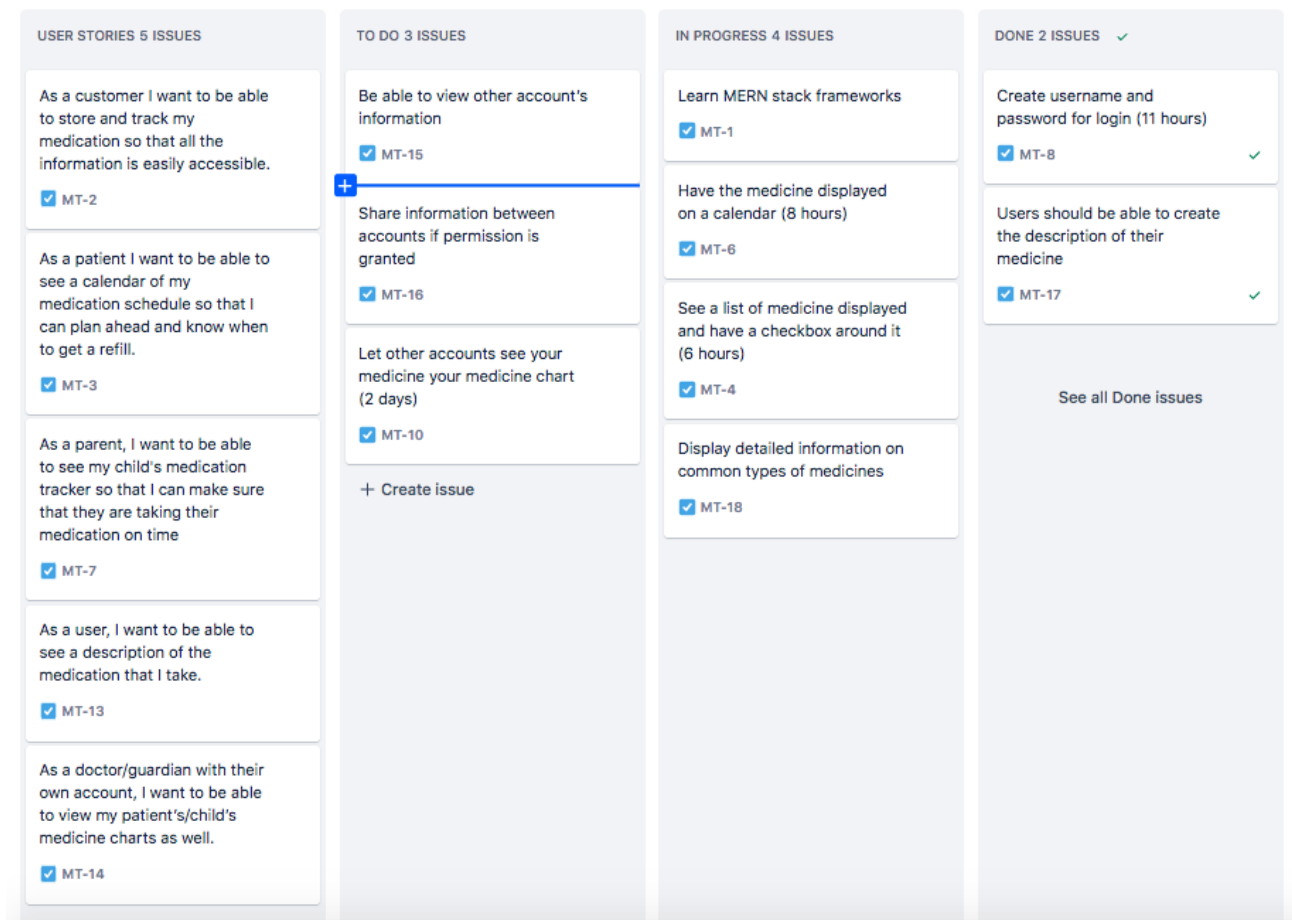 USER STORIES 5 ISSUES
As a customer I want to be able
to store and track my
medication so that all the
information is easily accessible.
MT-2
As a patient I want to be able to
see a calendar of my
medication schedule so that I
can plan ahead and know when
to get a refill.
MT-3
As a parent, I want to be able
to see my child's medication
tracker so that I can make sure
that they are taking their
medication on time
MT-7
As a user, I want to be able to
see a description of the
medication that I take.
MT-13
As a doctor/guardian with their
own account, I want to be able
to view my patient's/child's
medicine charts as well.
MT-14
TO DO 3 ISSUES
Be able to view other account's
information
MT-15
Share information between
accounts if permission is
granted
MT-16
Let other accounts see your
medicine your medicine chart
(2 days)
MT-10
+ Create issue
IN PROGRESS 4 ISSUES
Learn MERN stack frameworks
MT-1
Have the medicine displayed
on a calendar (8 hours)
MT-6
See a list of medicine displayed
and have a checkbox around it
(6 hours)
MT-4
Display detailed information on
common types of medicines
MT-18
DONE 2 ISSUES
Create username and
password for login (11 hours)
MT-8
Users should be able to create
the description of their
medicine
MT-17
See all Done issues